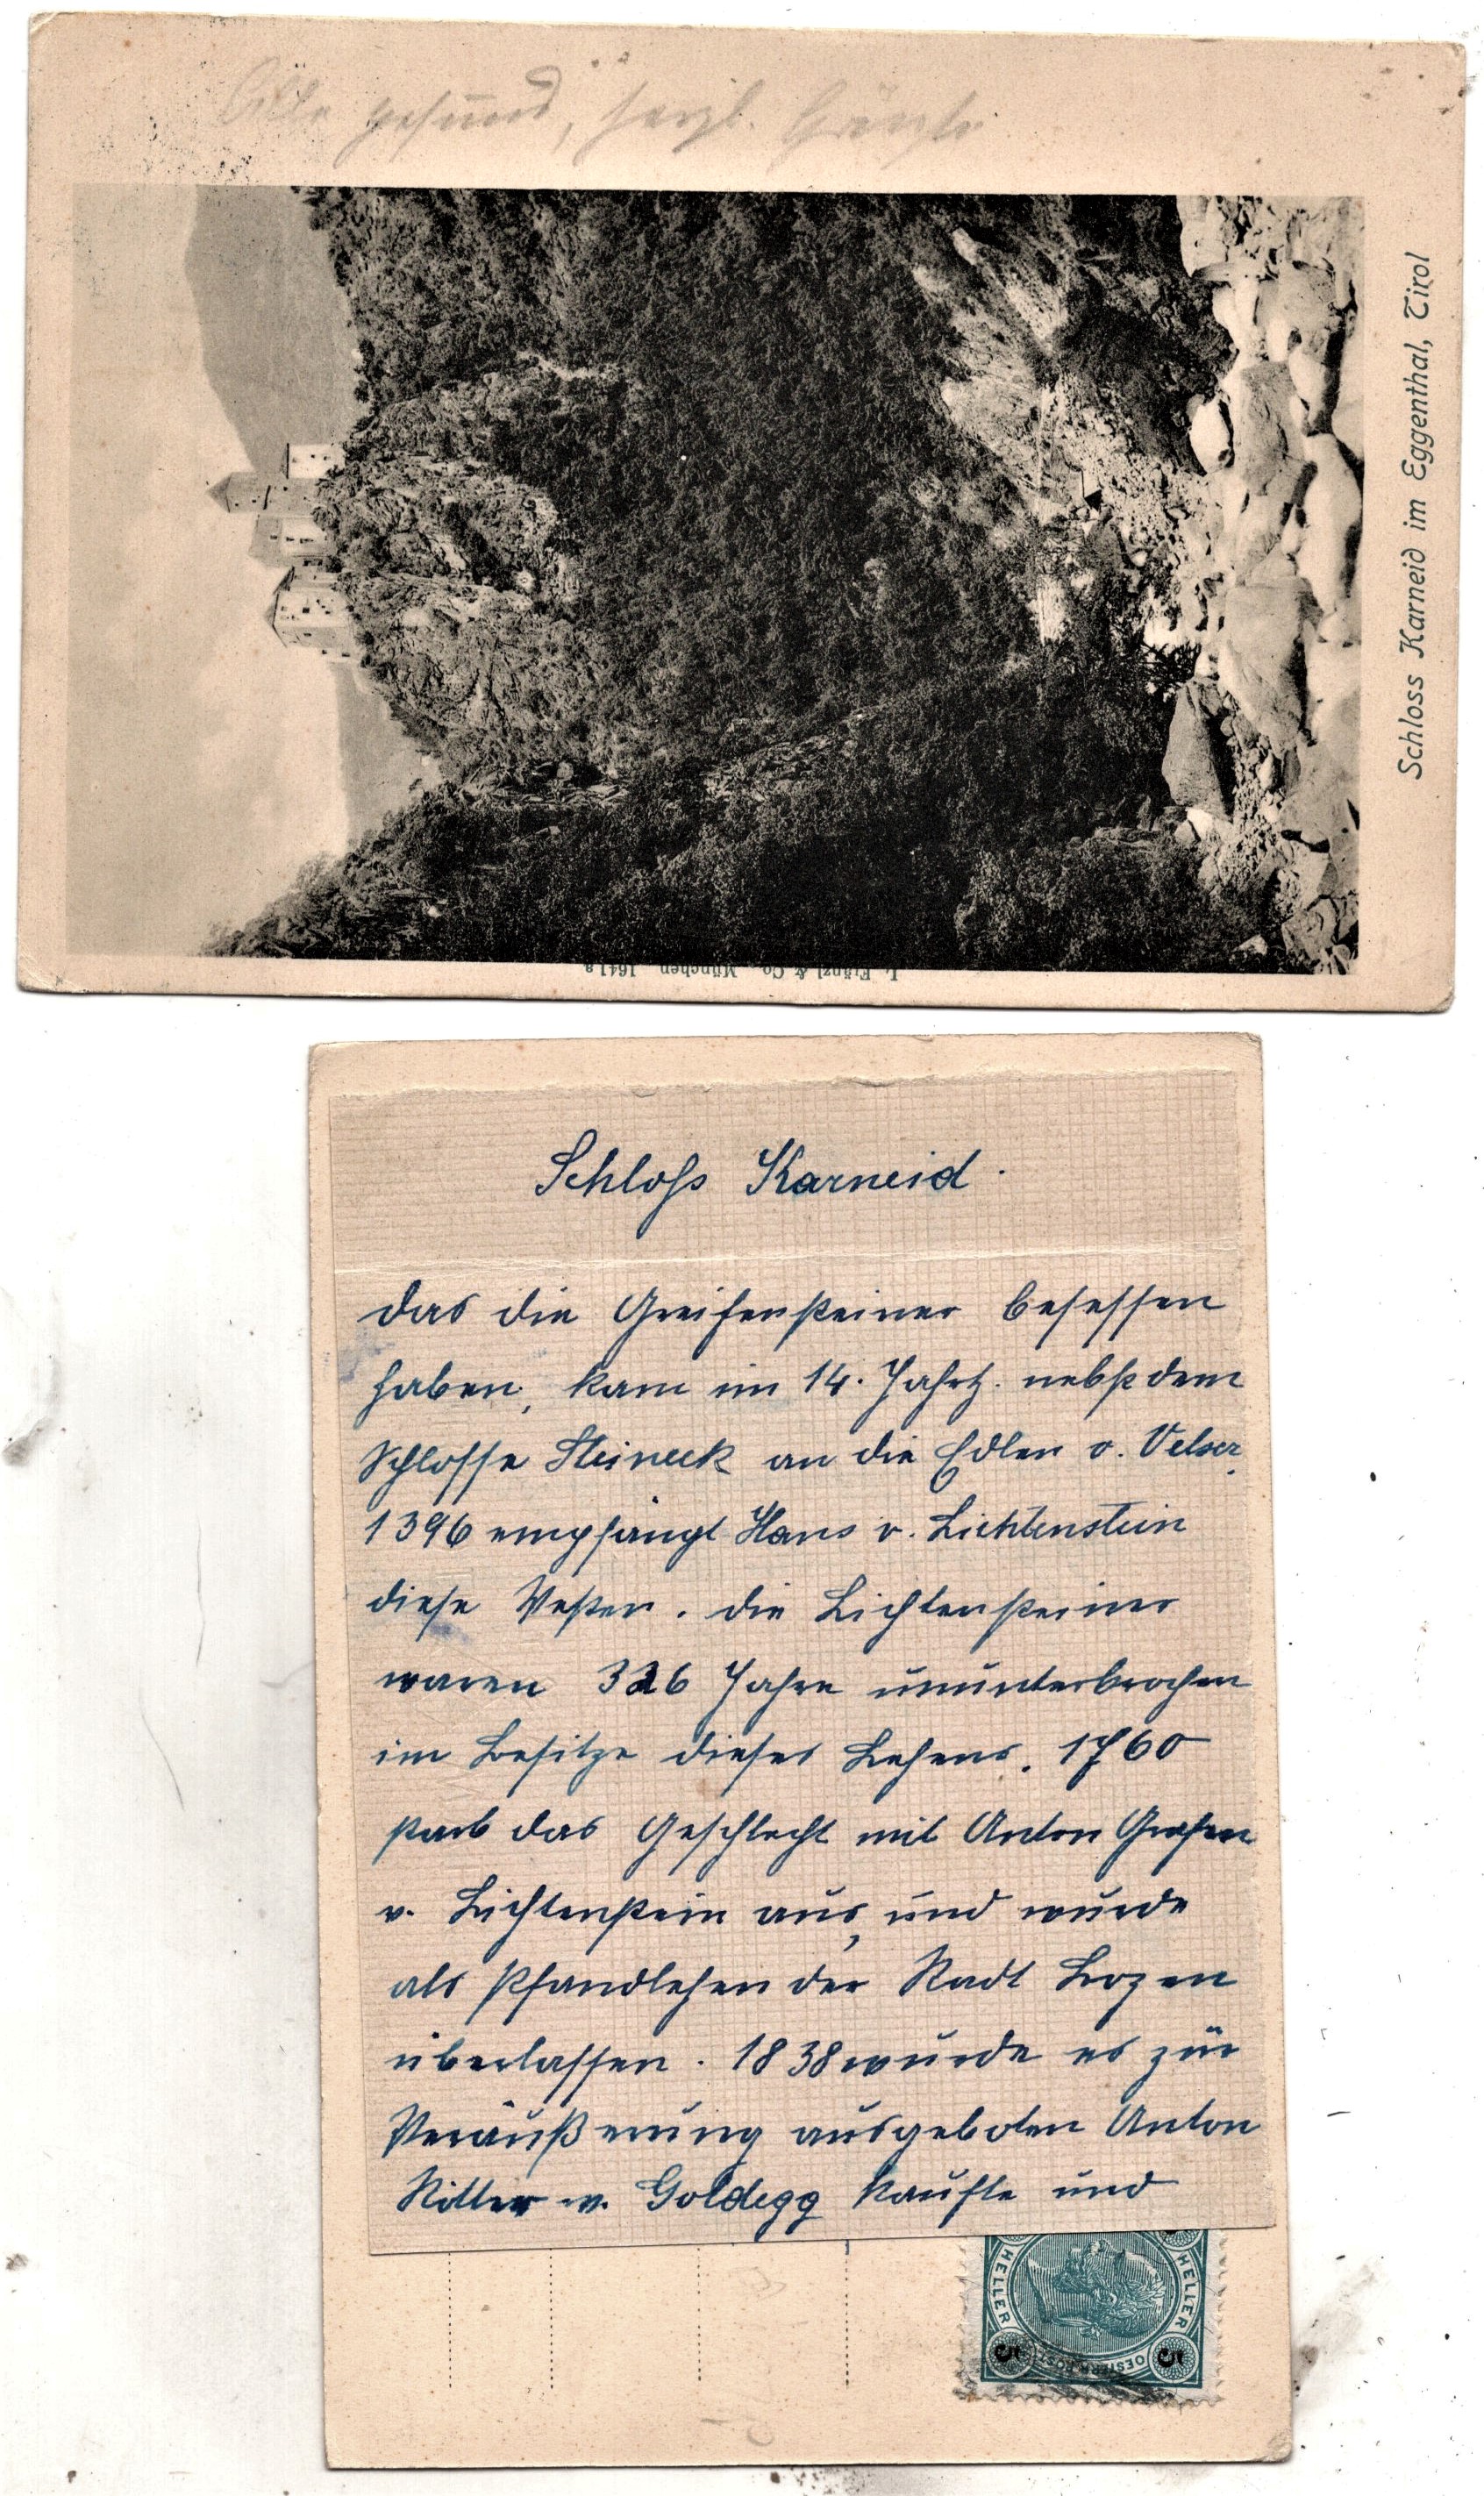 Alle gesund, herzl. Grüße
Schloss Karneid im Eggenthal, Tirol
L. Fränzl & Co., München 1641a
Schloß Karneid.
das die Greifensteiner besessen
haben, kam im 14. Jahrh. nebst dem
Schlosse Steineck an die Edlen v. Velser
1396 empfängt Hans v. Lichtenstein
diese Vesten. die Lichtensteiner
waren 326 Jahre ununterbrochen
im Besitze dieses Lehens. 1760
starb das Geschlecht mit Anton Grafen
v. Lichtenstein aus, und wurde
als Pfandlehen der Stadt Bozen
überlassen. 1838 wurde es zur
Veräußerung ausgeboten Anton
Ritter v. Goldegg kaufte und
HELLER HELLER
5 OESTERR. POST 5